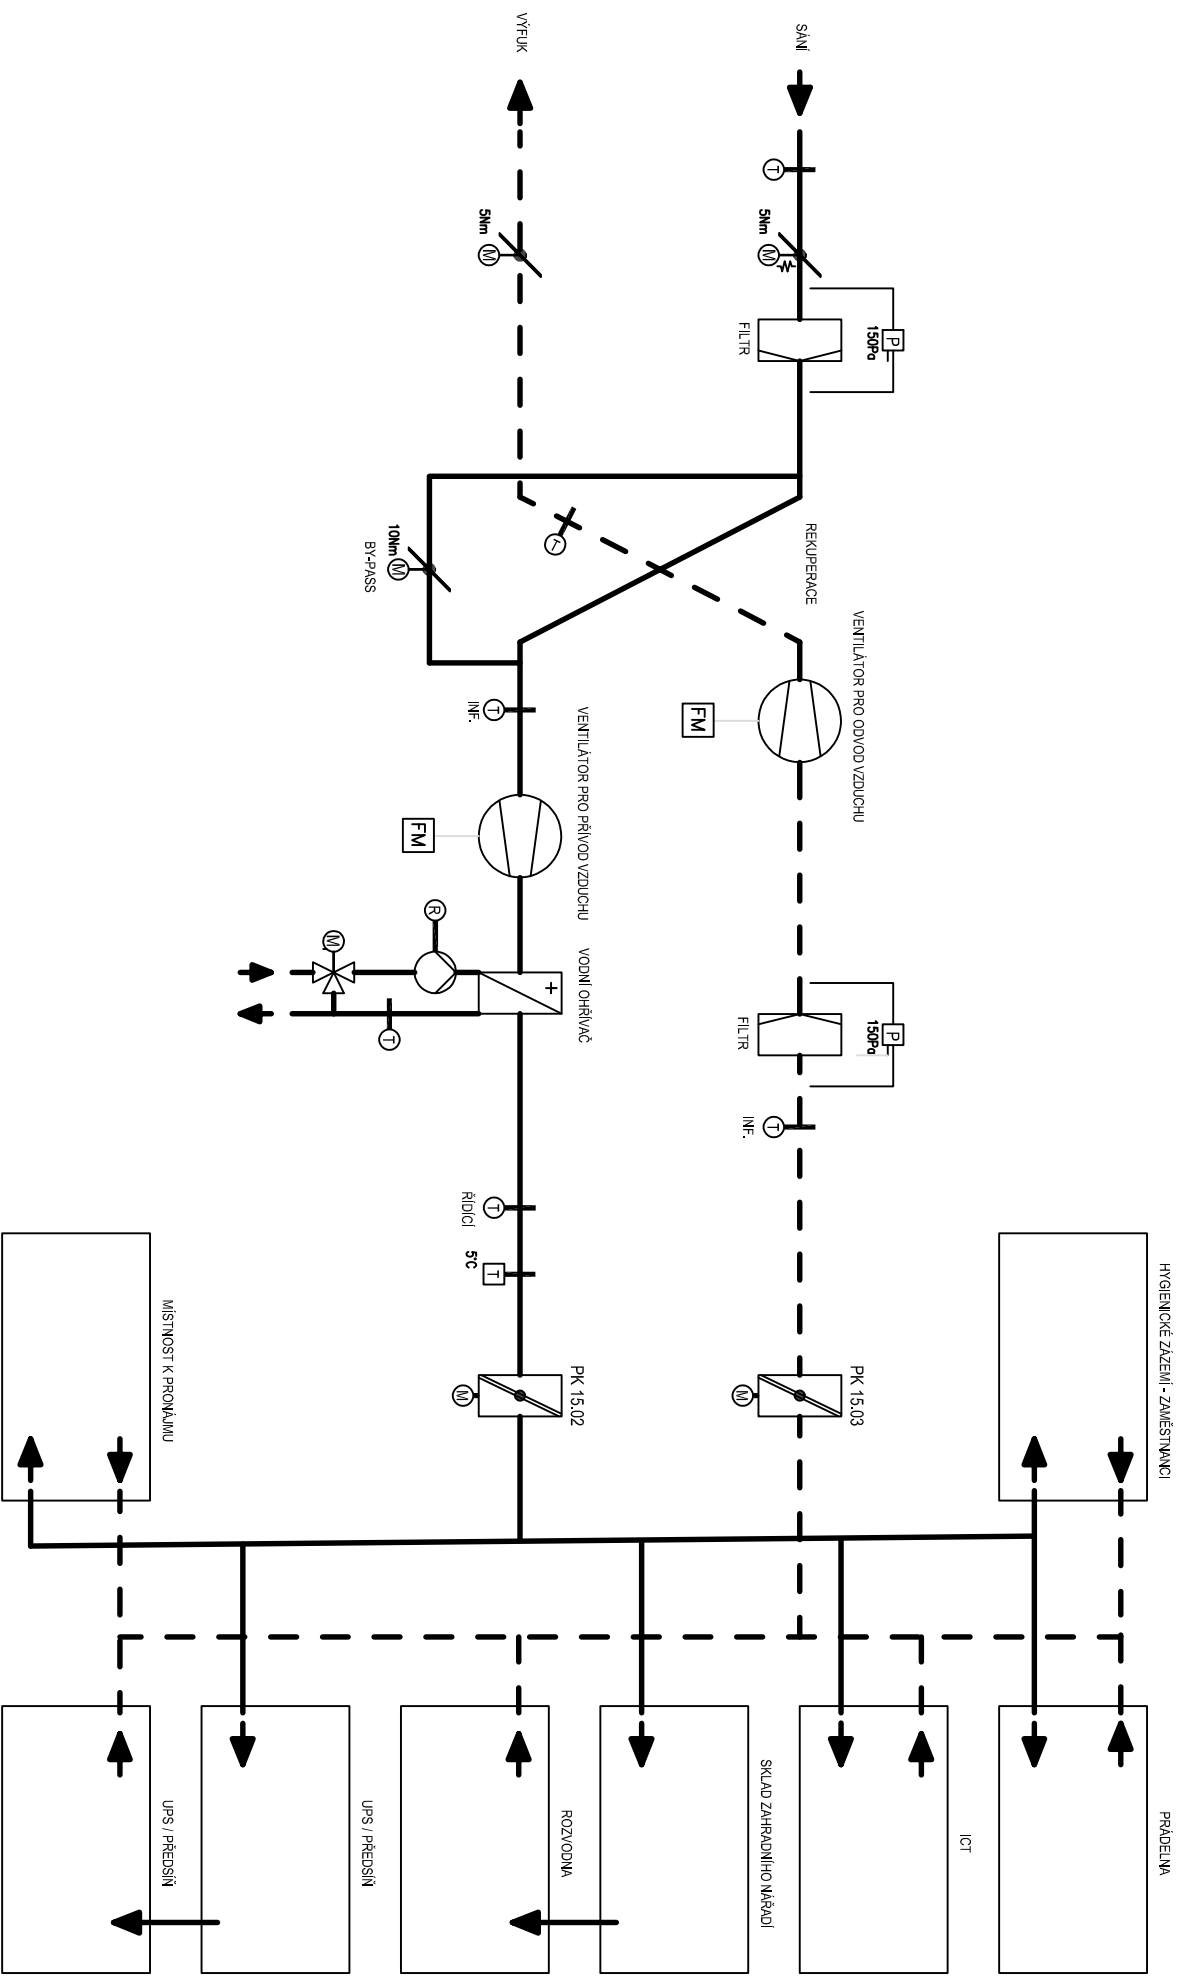 SÁNÍ
T
5Nm
M
P
150Pa
FILTR
REKUPERACE
VENTILÁTOR PRO ODVOD VZDUCHU
FM
P
150Pa
FILTR
T
INF.
PK 15.03
M
HYGIENICKÉ ZÁZEMÍ - ZAMĚSTNANCI
VÝFUK
5Nm
M
T
10Nm
M
BY-PASS
T
INF.
VENTILÁTOR PRO PŘÍVOD VZDUCHU
FM
VODNÍ OHŘÍVAČ
+
R
M
T
T
ŘÍDÍCÍ
5°C
T
PK 15.02
M
MÍSTNOST K PRONÁJMU
PRÁDELNA
ICT
SKLAD ZAHRADNÍHO NÁŘADÍ
ROZVODNA
UPS / PŘEDSÍŇ
UPS / PŘEDSÍŇ